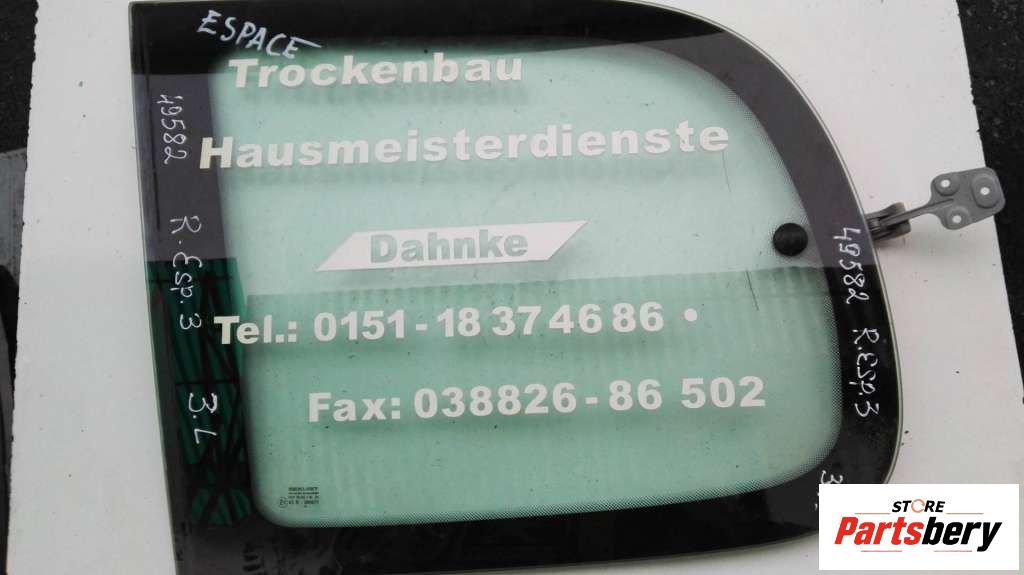 ESPACE
Trockenbau
Hausmeisterdienste
Dahnke
Tel.: 0151-18 37 46 86 •
Fax: 038826-86 502
49582 R.Esp.3 3.L
49582 R.Esp.3
STORE
Partsbery